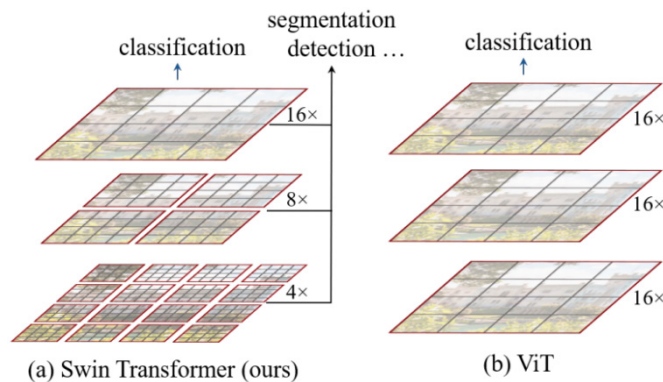 segmentation
classification
detection ...
classification
16×
16×
8×
16×
4×
16×
(a) Swin Transformer (ours)
(b) ViT